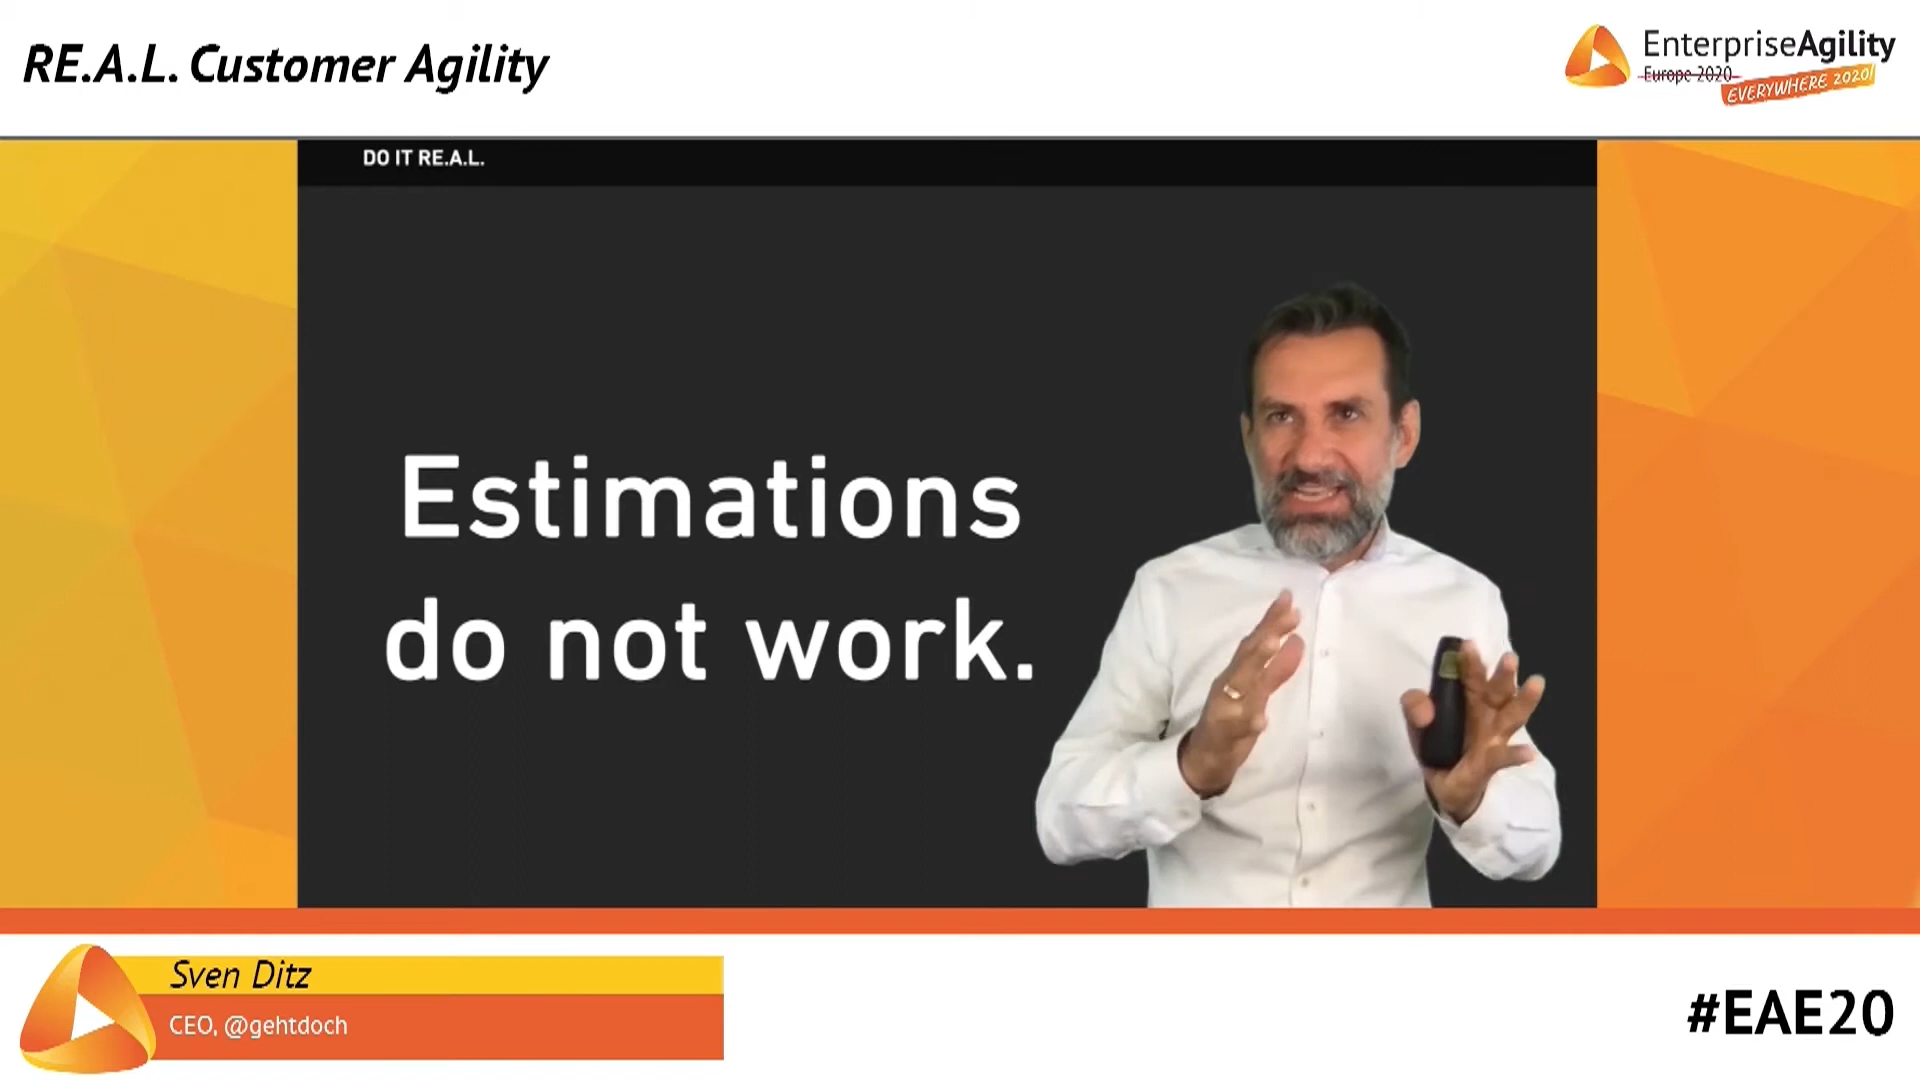 RE.A.L. Customer Agility
EnterpriseAgility
Europe 2020
EVERYWHERE 2020!
DO IT RE.A.L.
Estimations
do not work.
Sven Ditz
CEO, @gehtdoch
#EAE20